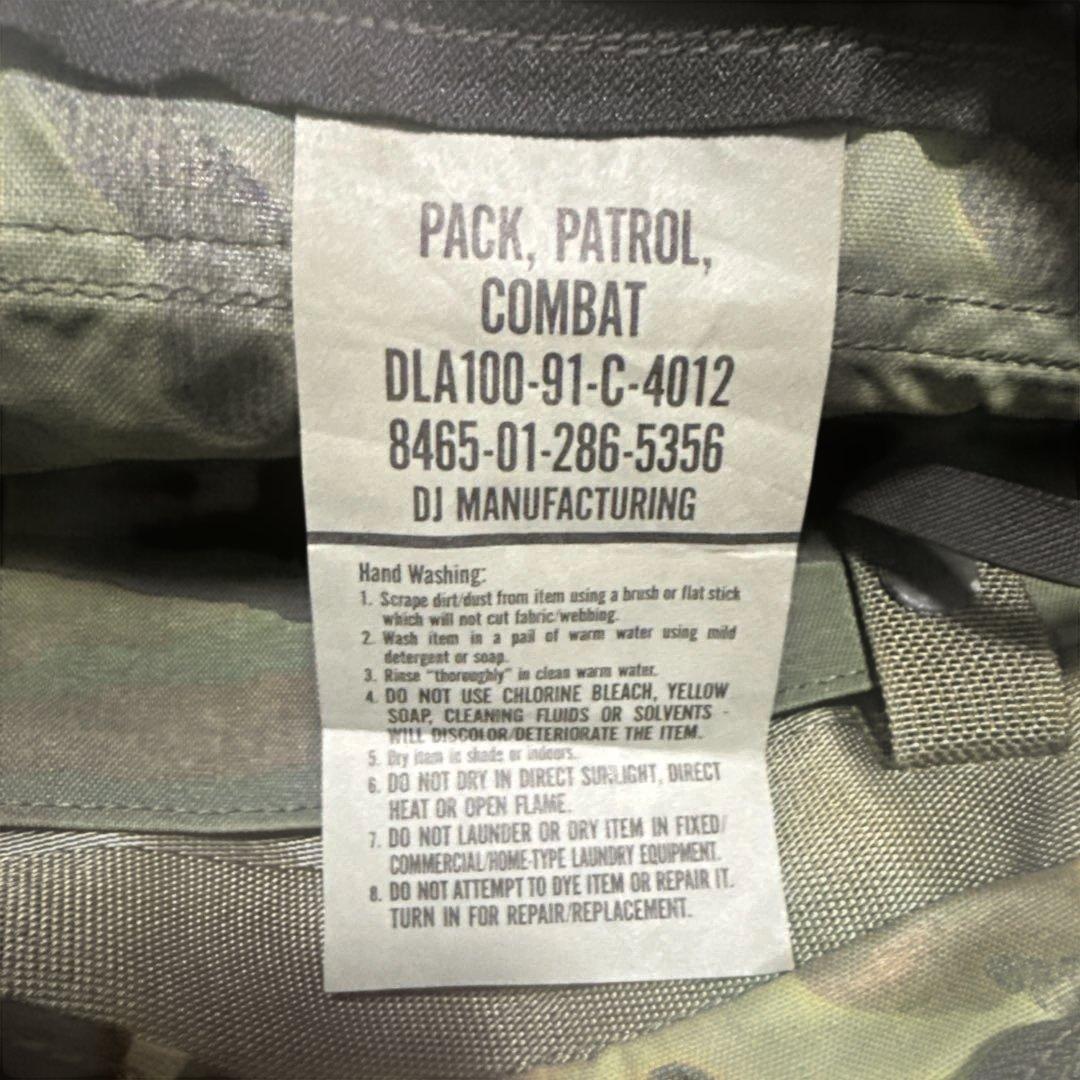 PACK, PATROL,
COMBAT
DLA100-91-C-4012
8465-01-286-5356
DJ MANUFACTURING
Hand Washing:
1. Scrape dirt/dust from item using a brush or flat stick
which will not cut fabric/webbing.
2. Wash item in a pail of warm water using mild
detergent or soap.
3. Rinse "thoroughly" in clean warm water.
4. DO NOT USE CHLORINE BLEACH, YELLOW
SOAP, CLEANING FLUIDS OR SOLVENTS -
WILL DISCOLOR/DETERIORATE THE ITEM.
5. Dry item in shade or indoors.
6. DO NOT DRY IN DIRECT SUNLIGHT, DIRECT
HEAT OR OPEN FLAME.
7. DO NOT LAUNDER OR DRY ITEM IN FIXED/
COMMERCIAL/HOME-TYPE LAUNDRY EQUIPMENT.
8. DO NOT ATTEMPT TO DYE ITEM OR REPAIR IT.
TURN IN FOR REPAIR/REPLACEMENT.